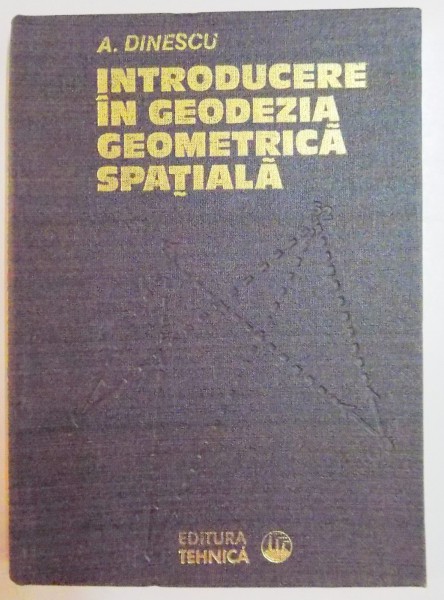 A. DINESCU
INTRODUCERE
ÎN GEODEZIA
GEOMETRICĂ
SPAŢIALĂ
EDITURA
TEHNICĂ